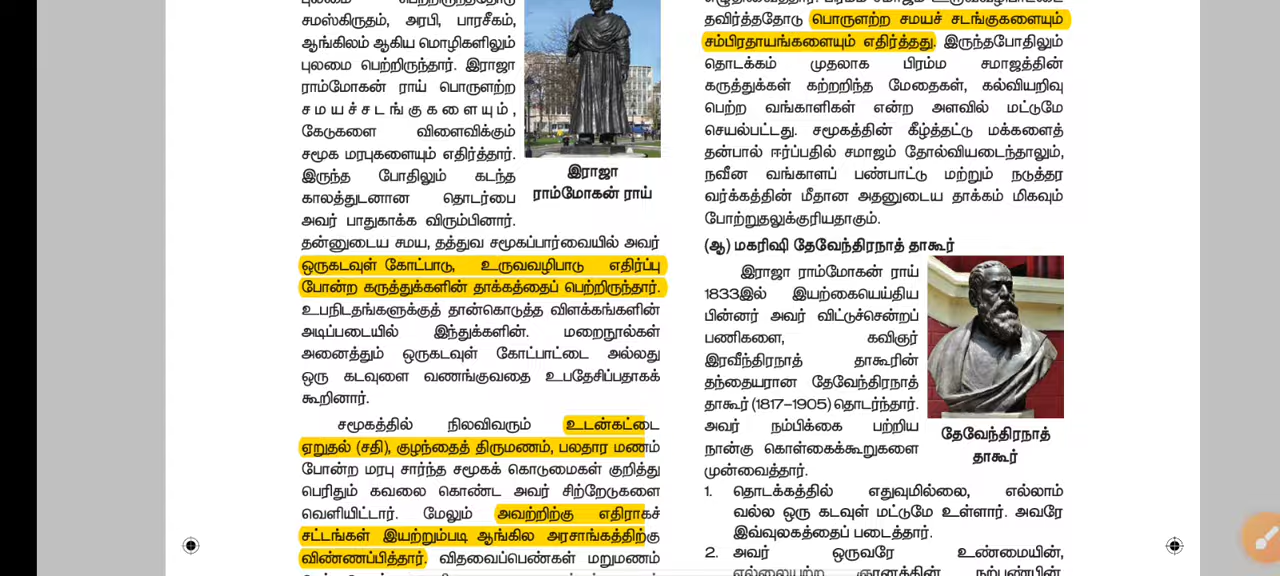 புலமை பெற்றிருந்ததோடு
சமஸ்கிருதம், அரபி, பாரசீகம்,
ஆங்கிலம் ஆகிய மொழிகளிலும்
புலமை பெற்றிருந்தார். இராஜா
ராம்மோகன் ராய் பொருளற்ற
சமயச்சடங்குகளையும்,
கேடுகளை விளைவிக்கும்
சமூக மரபுகளையும் எதிர்த்தார்.
இருந்த போதிலும் கடந்த
காலத்துடனான தொடர்பை
அவர் பாதுகாக்க விரும்பினார்.
தன்னுடைய சமய, தத்துவ சமூகப்பார்வையில் அவர்
ஒருகடவுள் கோட்பாடு, உருவவழிபாடு எதிர்ப்பு
போன்ற கருத்துக்களின் தாக்கத்தைப் பெற்றிருந்தார்.
உபநிடதங்களுக்குத் தான்கொடுத்த விளக்கங்களின்
அடிப்படையில் இந்துக்களின். மறைநூல்கள்
அனைத்தும் ஒருகடவுள் கோட்பாட்டை அல்லது
ஒரு கடவுளை வணங்குவதை உபதேசிப்பதாகக்
கூறினார்.
சமூகத்தில் நிலவிவரும் உடன்கட்டை
ஏறுதல் (சதி), குழந்தைத் திருமணம், பலதார மணம்
போன்ற மரபு சார்ந்த சமூகக் கொடுமைகள் குறித்து
பெரிதும் கவலை கொண்ட அவர் சிற்றேடுகளை
வெளியிட்டார். மேலும் அவற்றிற்கு எதிராகச்
சட்டங்கள் இயற்றும்படி ஆங்கில அரசாங்கத்திற்கு
விண்ணப்பித்தார். விதவைப்பெண்கள் மறுமணம்
இராஜா
ராம்மோகன் ராய்
தவிர்த்ததோடு பொருளற்ற சமயச் சடங்குகளையும்
சம்பிரதாயங்களையும் எதிர்த்தது. இருந்தபோதிலும்
தொடக்கம் முதலாக பிரம்ம சமாஜத்தின்
கருத்துக்கள் கற்றறிந்த மேதைகள், கல்வியறிவு
பெற்ற வங்காளிகள் என்ற அளவில் மட்டுமே
செயல்பட்டது. சமூகத்தின் கீழ்த்தட்டு மக்களைத்
தன்பால் ஈர்ப்பதில் சமாஜம் தோல்வியடைந்தாலும்,
நவீன வங்காளப் பண்பாட்டு மற்றும் நடுத்தர
வர்க்கத்தின் மீதான அதனுடைய தாக்கம் மிகவும்
போற்றுதலுக்குரியதாகும்.
(ஆ) மகரிஷி தேவேந்திரநாத் தாகூர்
இராஜா ராம்மோகன் ராய்
1833இல் இயற்கையெய்திய
பின்னர் அவர் விட்டுச்சென்றப்
பணிகளை, கவிஞர்
இரவீந்திரநாத் தாகூரின்
தந்தையரான தேவேந்திரநாத்
தாகூர் (1817–1905) தொடர்ந்தார்.
அவர் நம்பிக்கை பற்றிய
நான்கு கொள்கைக்கூறுகளை
முன்வைத்தார்.
தேவேந்திரநாத்
தாகூர்
1. தொடக்கத்தில் எதுவுமில்லை, எல்லாம்
வல்ல ஒரு கடவுள் மட்டுமே உள்ளார். அவரே
இவ்வுலகத்தைப் படைத்தார்.
2. அவர் ஒருவரே உண்மையின்,
எல்லையற்ற ஞானத்தின் நற்பண்பின்